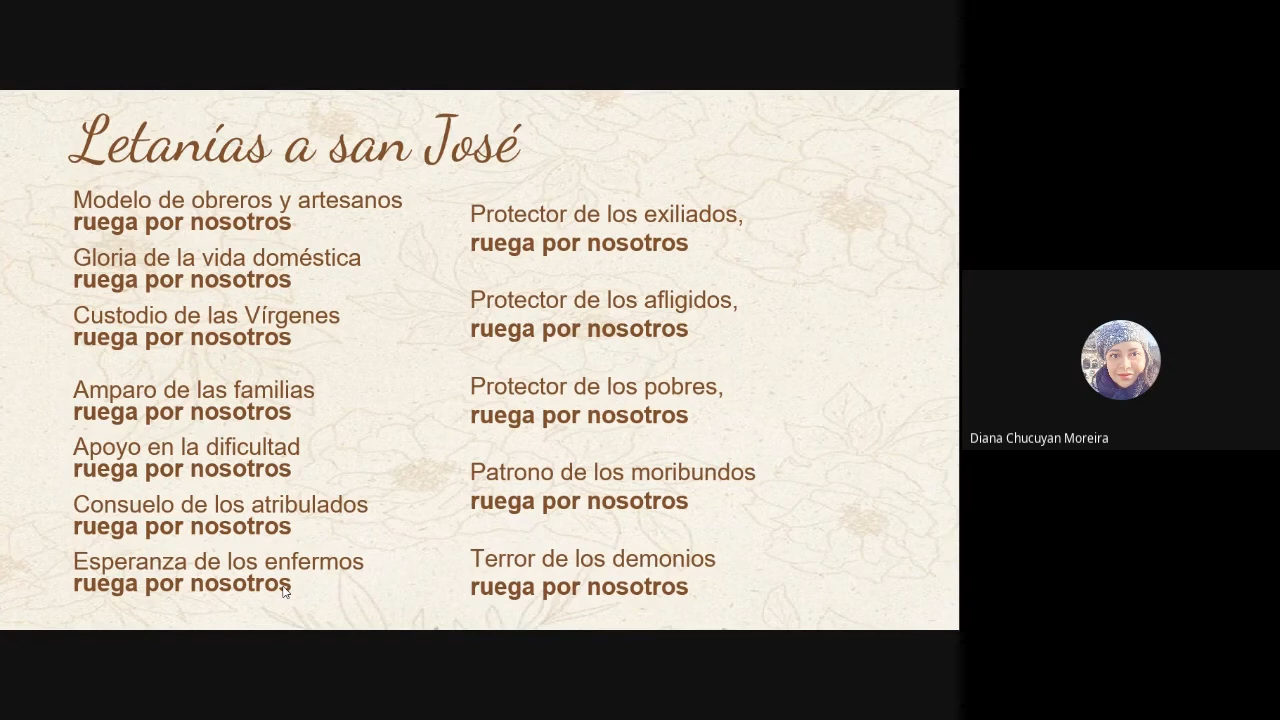 Letanías a san José
Modelo de obreros y artesanos
ruega por nosotros
Gloria de la vida doméstica
ruega por nosotros
Custodio de las Vírgenes
ruega por nosotros
Amparo de las familias
ruega por nosotros
Apoyo en la dificultad
ruega por nosotros
Consuelo de los atribulados
ruega por nosotros
Esperanza de los enfermos
ruega por nosotros
Protector de los exiliados,
ruega por nosotros
Protector de los afligidos,
ruega por nosotros
Protector de los pobres,
ruega por nosotros
Patrono de los moribundos
ruega por nosotros
Terror de los demonios
ruega por nosotros
Diana Chucuyan Moreira